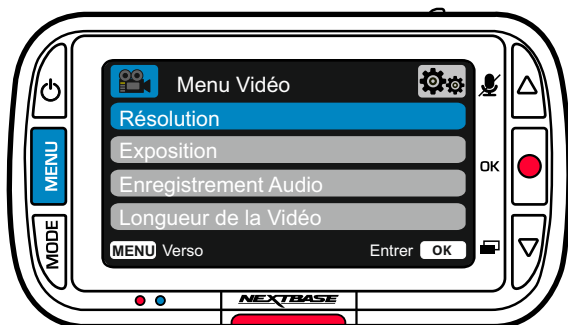 Menu Vidéo
Résolution
MENU
Exposition
OK
Enregistrement Audio
Longueur de la Vidéo
MODE
MENU Verso Entrer OK
NEXTBASE